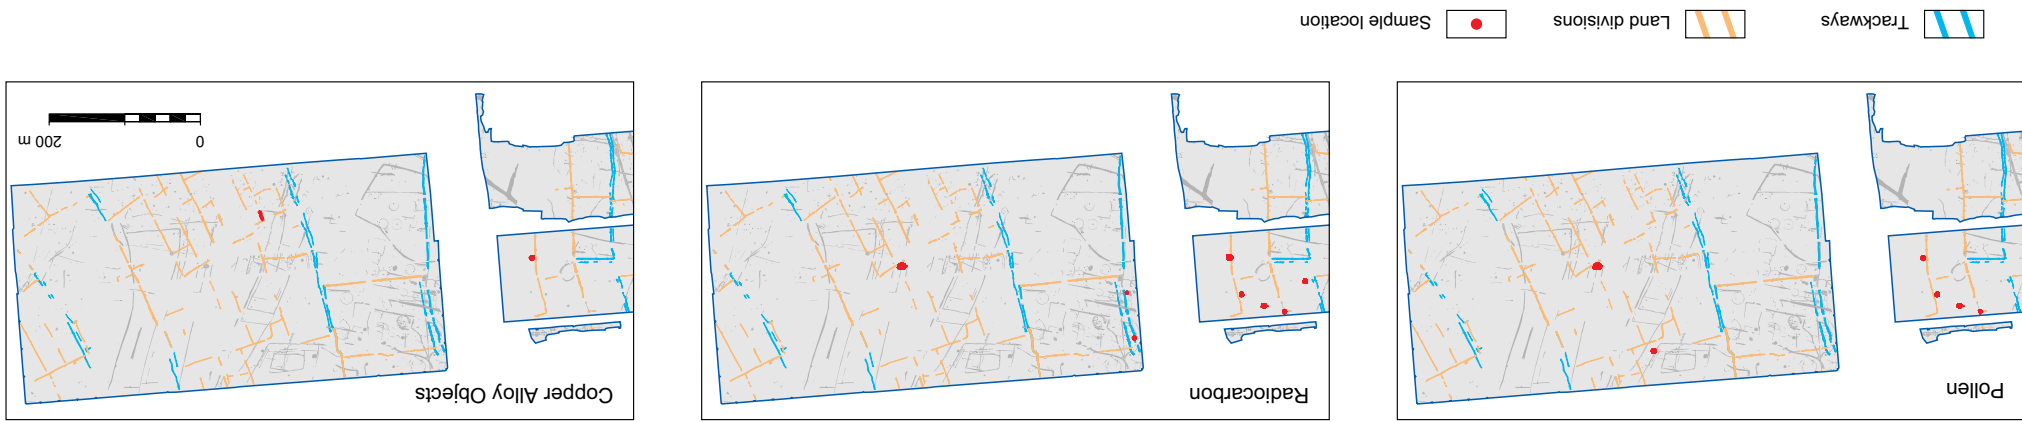 Pollen
Radiocarbon
Copper Alloy Objects
0 200 m
Trackways
Land divisions
Sample location